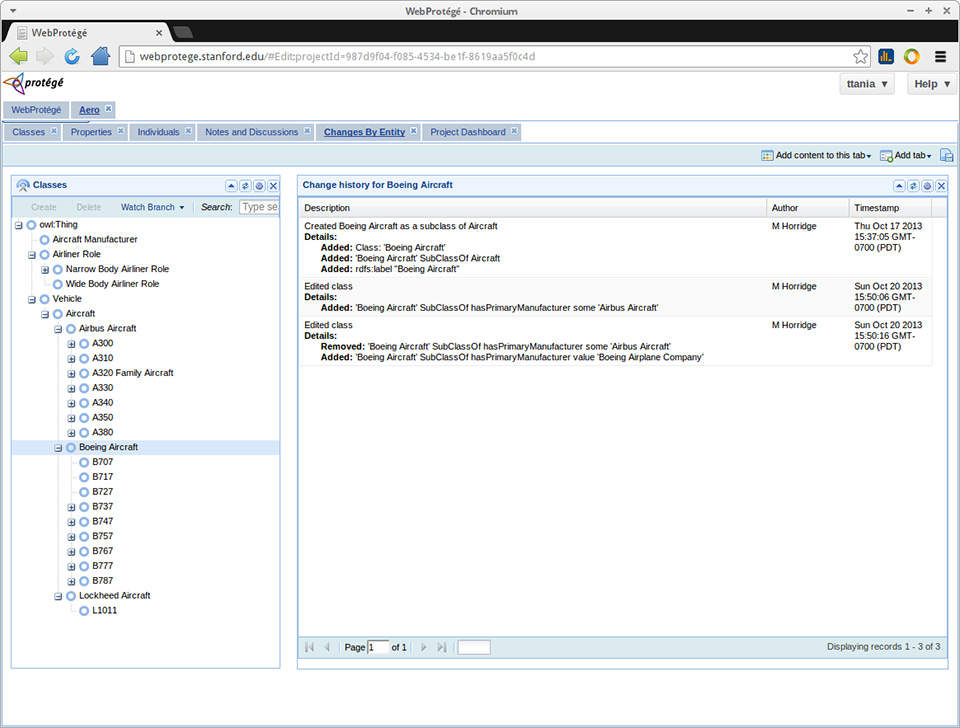 WebProtégé - Chromium
WebProtégé
webprotege.stanford.edu/#Edit:projectId=987d9f04-f085-4534-be1f-8619aa5f0c4d
protégé
ttania
Help
WebProtégé Aero
Classes Properties Individuals Notes and Discussions Changes By Entity Project Dashboard
Add content to this tab Add tab
Classes
Create Delete Watch Branch Search: Type se
owl:Thing
Aircraft Manufacturer
Airliner Role
Narrow Body Airliner Role
Wide Body Airliner Role
Vehicle
Aircraft
Airbus Aircraft
A300
A310
A320 Family Aircraft
A330
A340
A350
A380
Boeing Aircraft
B707
B717
B727
B737
B747
B757
B767
B777
B787
Lockheed Aircraft
L1011
Change history for Boeing Aircraft
Description Author Timestamp
Created Boeing Aircraft as a subclass of Aircraft M Horridge Thu Oct 17 2013
Details: 15:37:05 GMT-
Added: Class: 'Boeing Aircraft' 0700 (PDT)
Added: 'Boeing Aircraft' SubClassOf Aircraft
Added: rdfs:label "Boeing Aircraft"
Edited class M Horridge Sun Oct 20 2013
Details: 15:50:06 GMT-
Added: 'Boeing Aircraft' SubClassOf hasPrimaryManufacturer some 'Airbus Aircraft' 0700 (PDT)
Edited class M Horridge Sun Oct 20 2013
Details: 15:50:16 GMT-
Removed: 'Boeing Aircraft' SubClassOf hasPrimaryManufacturer some 'Airbus Aircraft' 0700 (PDT)
Added: 'Boeing Aircraft' SubClassOf hasPrimaryManufacturer value 'Boeing Airplane Company'
Page 1 of 1 Displaying records 1 - 3 of 3